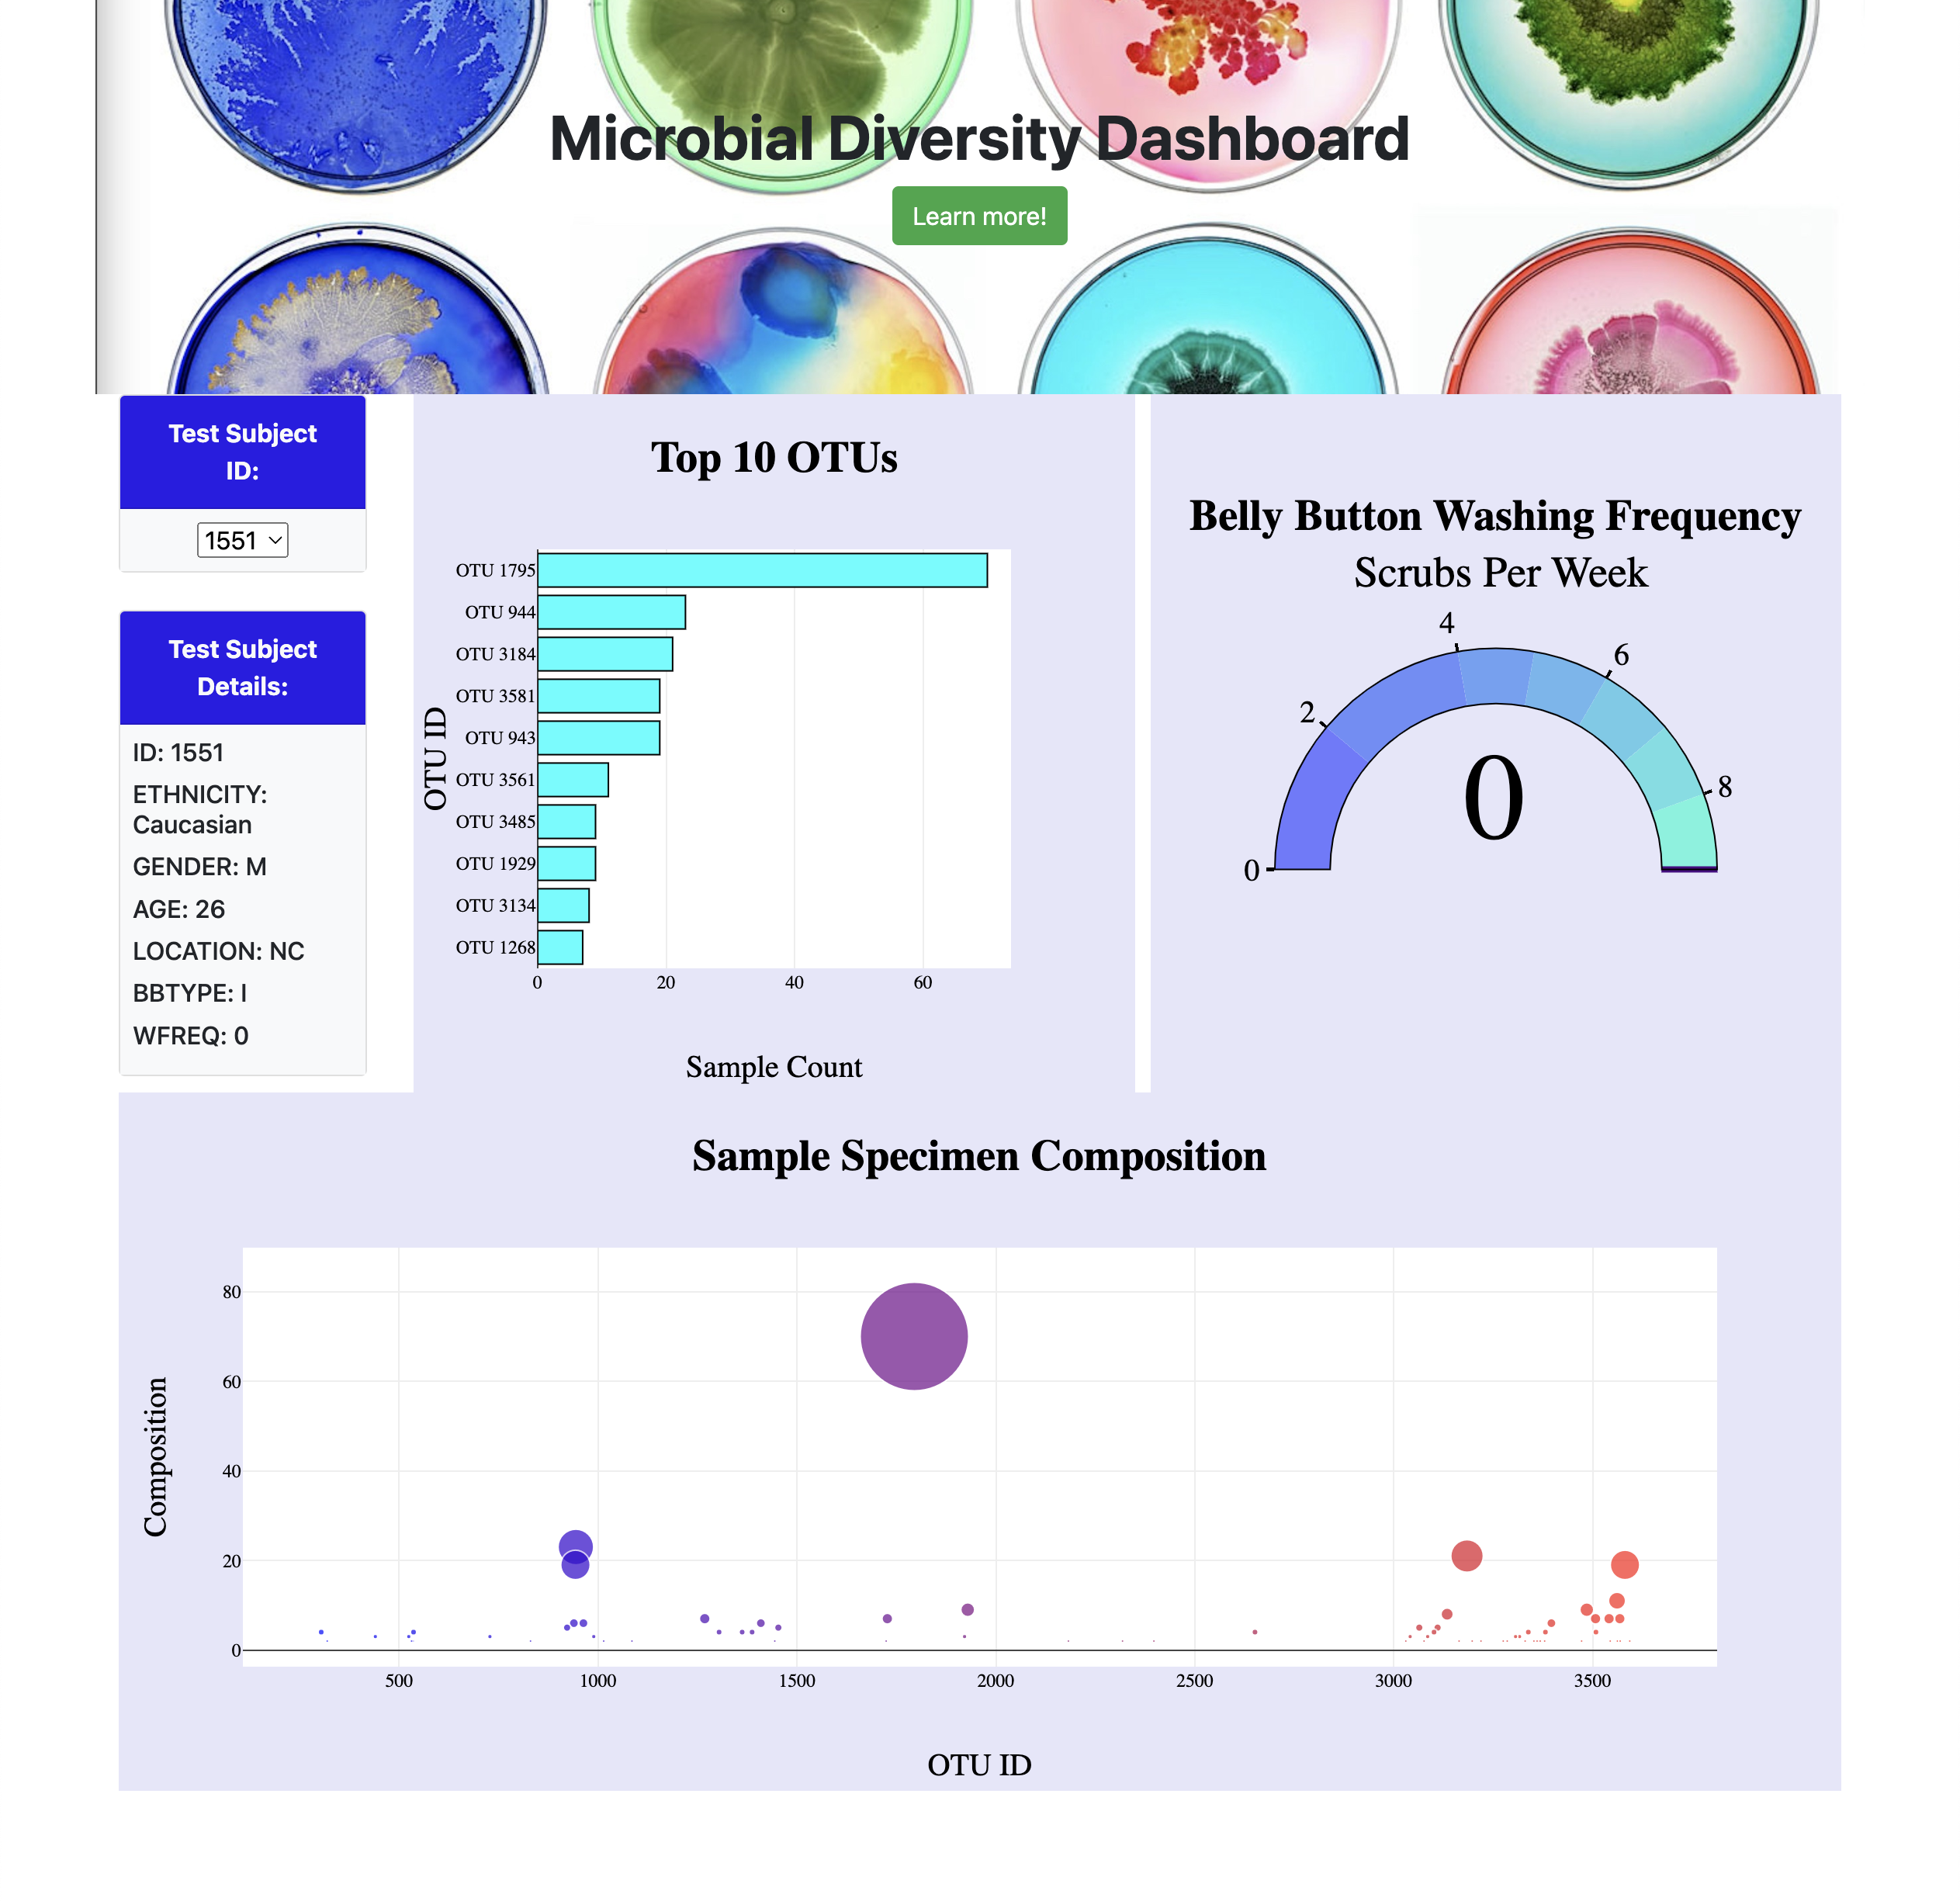 Microbial Diversity Dashboard
Learn more!
Test Subject
ID:
1551
Test Subject
Details:
ID: 1551
ETHNICITY:
Caucasian
GENDER: M
AGE: 26
LOCATION: NC
BBTYPE: I
WFREQ: 0
Top 10 OTUs
OTU ID
OTU 1795
OTU 944
OTU 3184
OTU 3581
OTU 943
OTU 3561
OTU 3485
OTU 1929
OTU 3134
OTU 1268
0 20 40 60
Sample Count
Belly Button Washing Frequency
Scrubs Per Week
0
2
4
6
8
0
Sample Specimen Composition
Composition
80
60
40
20
0
500 1000 1500 2000 2500 3000 3500
OTU ID